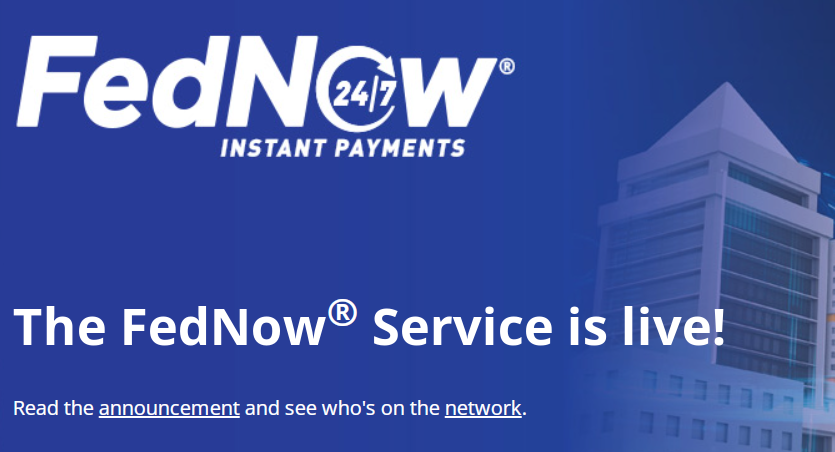 FedNow®
24/7
INSTANT PAYMENTS
The FedNow® Service is live!
Read the announcement and see who's on the network.